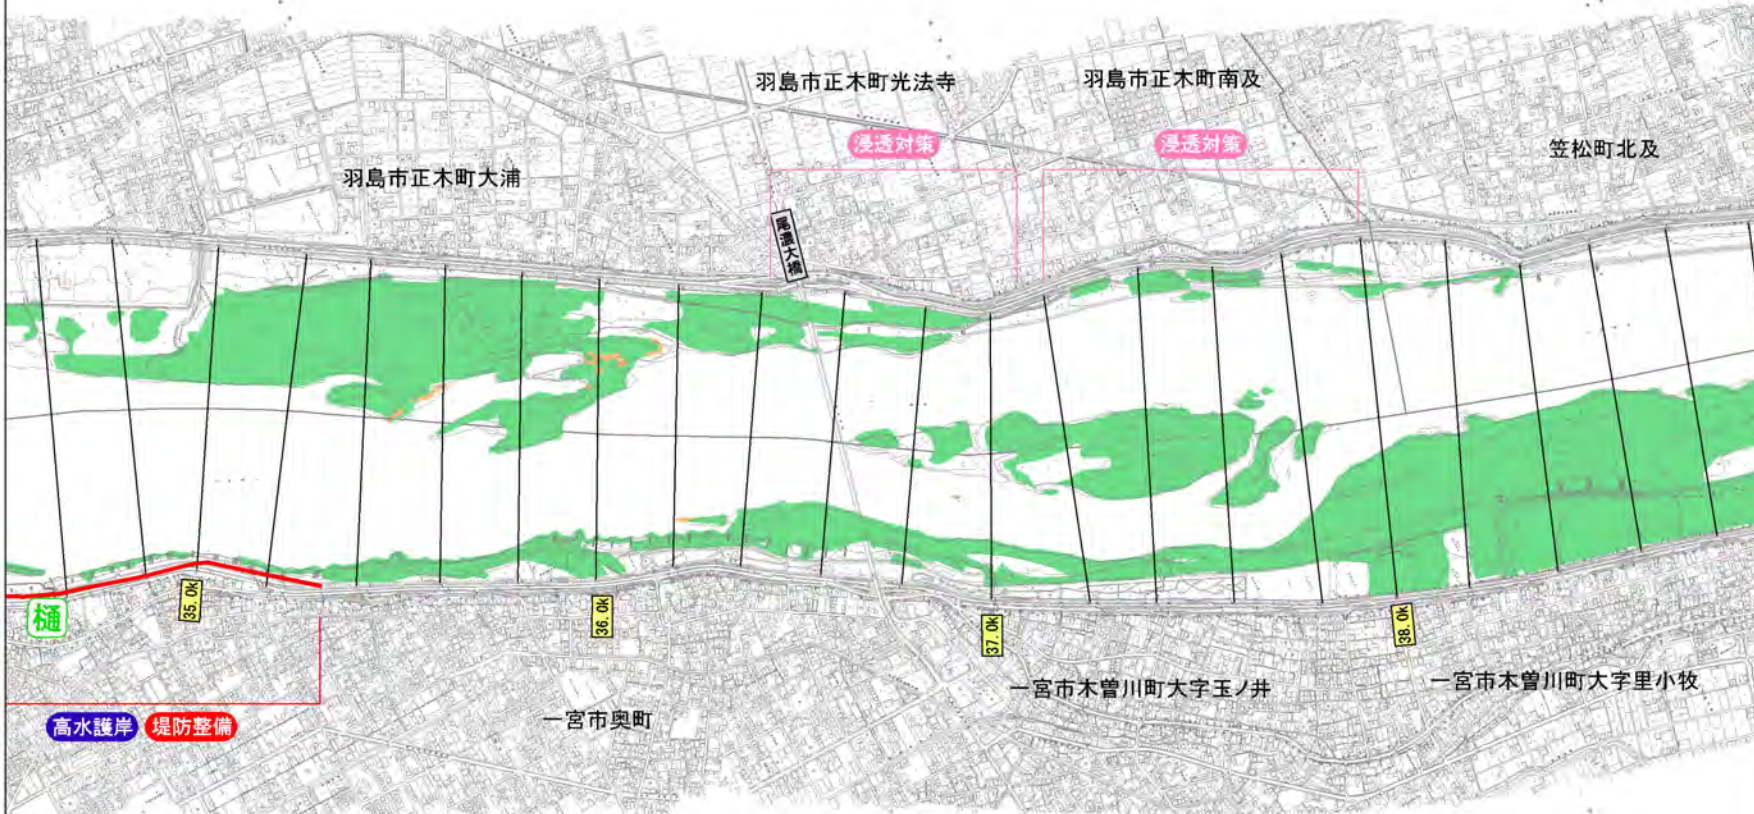 羽島市正木町光法寺
羽島市正木町南及
浸透対策
浸透対策
笠松町北及
羽島市正木町大浦
尾濃大橋
樋
35.0k
36.0k
37.0k
38.0k
一宮市木曽川町大字玉ノ井
一宮市木曽川町大字里小牧
高水護岸
堤防整備
一宮市奥町